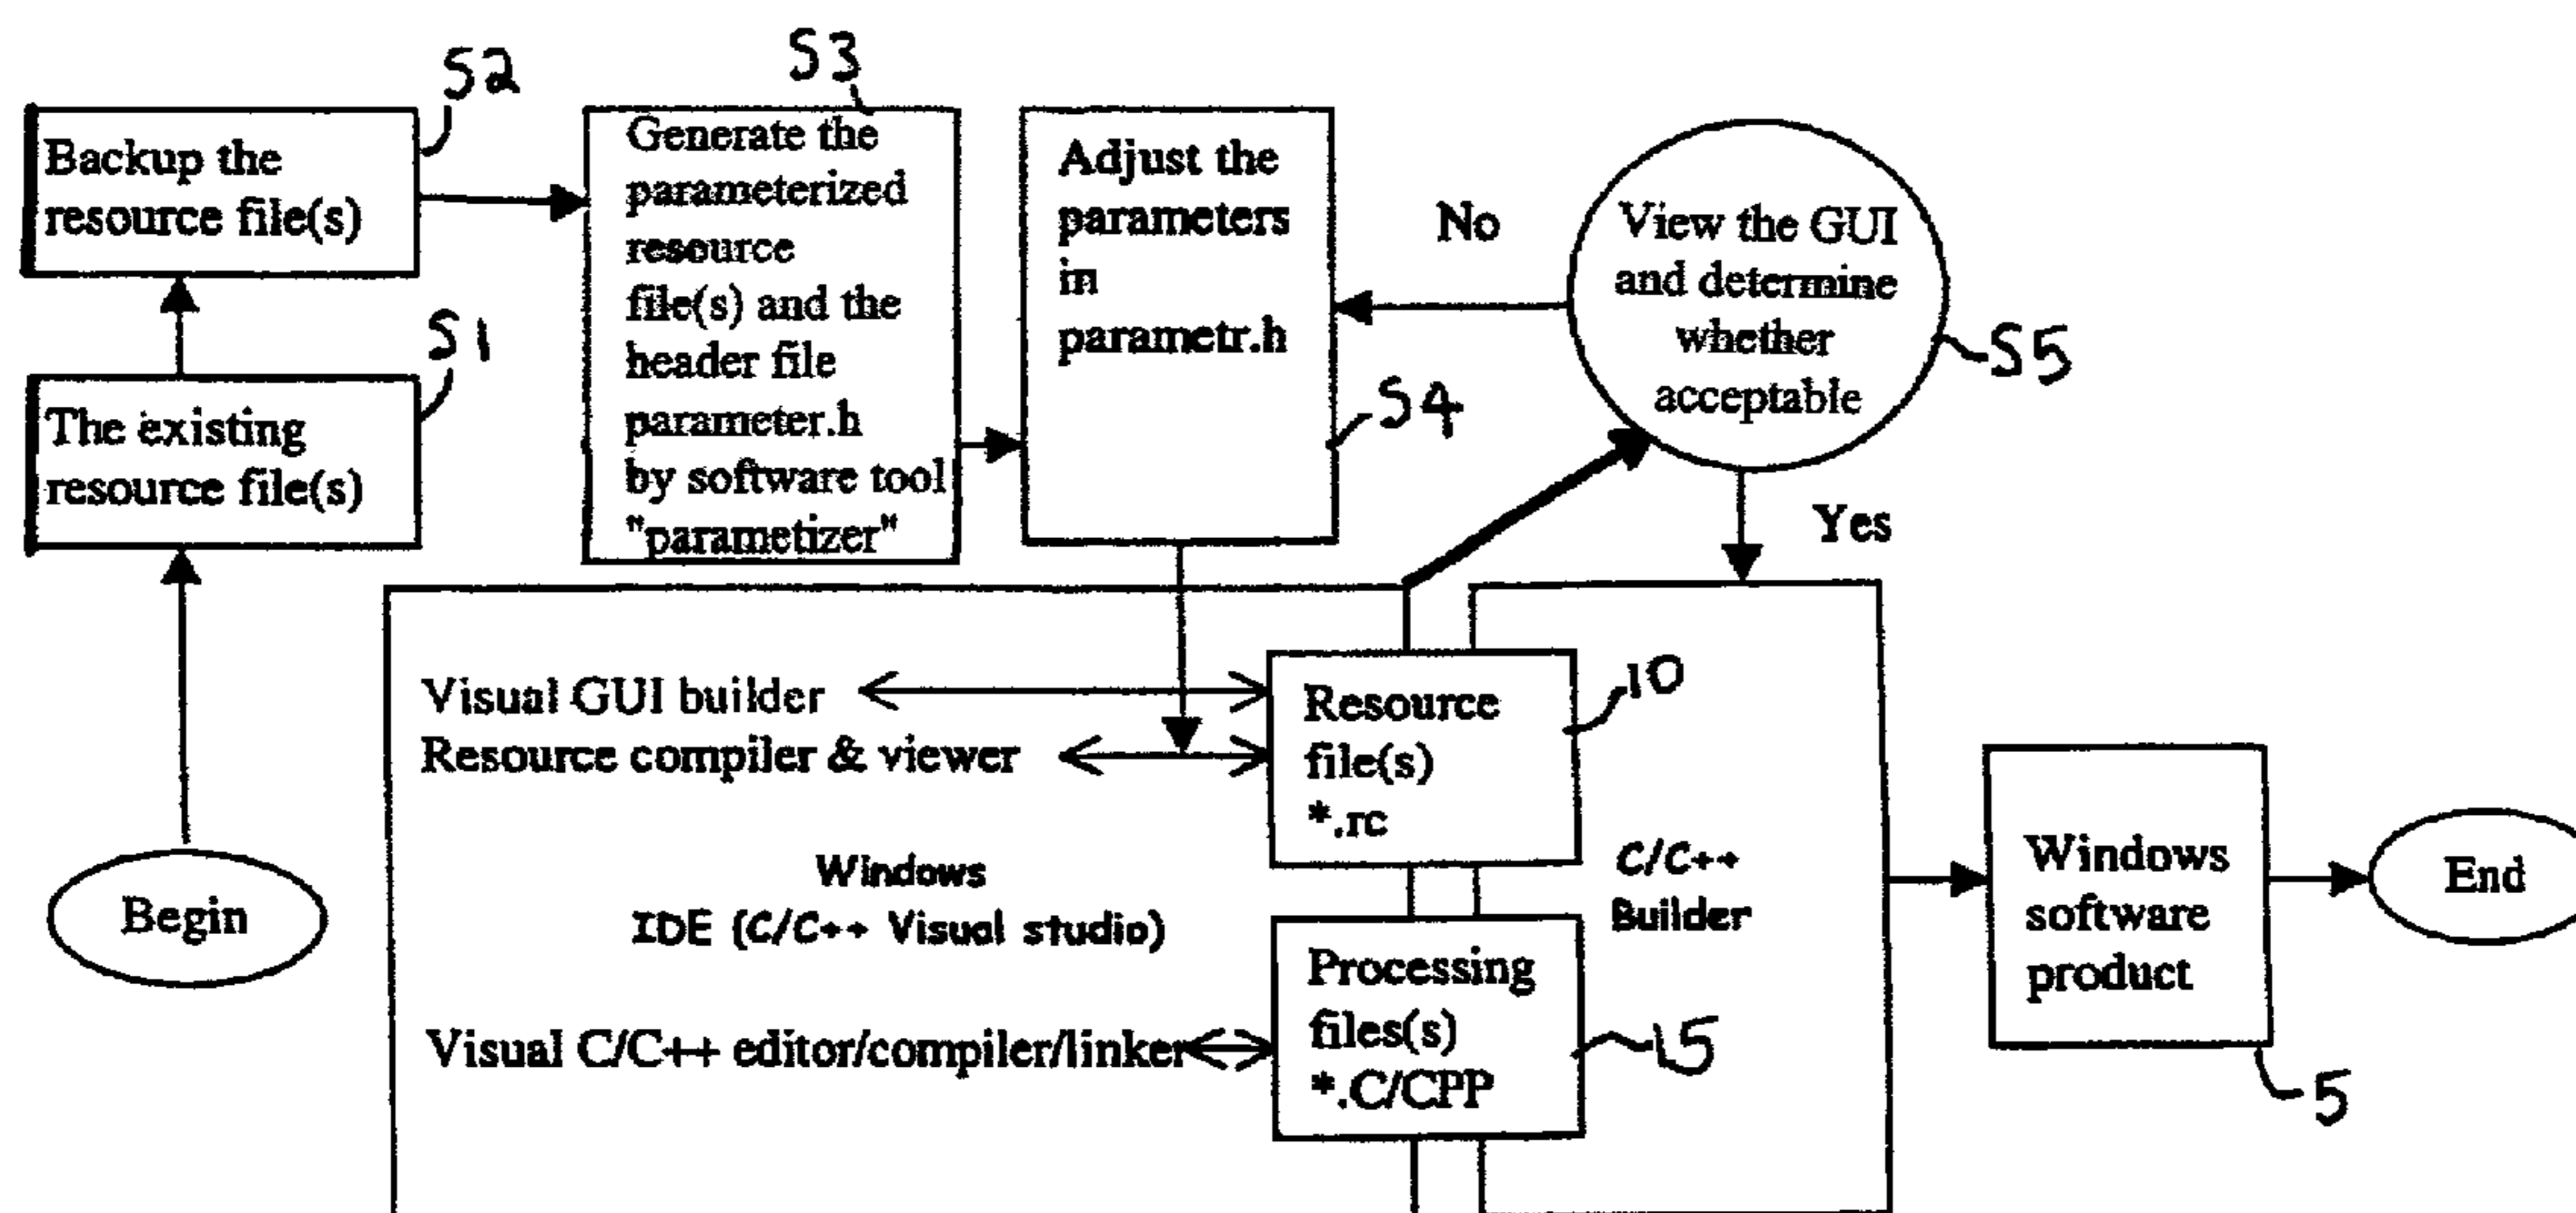 S2
Backup the
resource file(s)
S1
The existing
resource file(s)
Begin
S3
Generate the
parameterized
resource
file(s) and the
header file
parameter.h
by software tool
"parametizer"
Adjust the
parameters
in
parametr.h
S4
No
View the GUI
and determine
whether
acceptable
S5
Yes
Visual GUI builder
Resource compiler & viewer
Windows
IDE (C/C++ Visual studio)
Visual C/C++ editor/compiler/linker
Resource
file(s)
*.rc
10
C/C++
Builder
Processing
files(s)
*.C/CPP
15
Windows
software
product
5
End